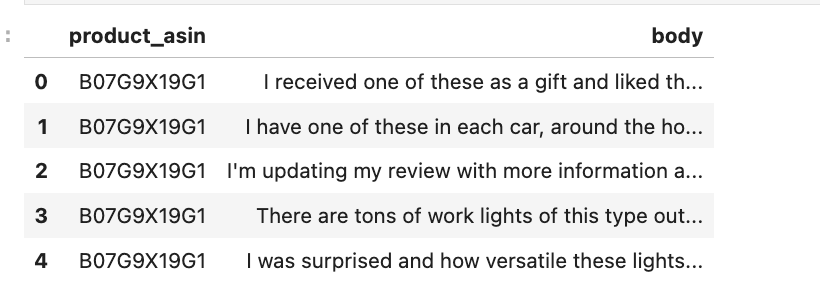 product_asin body
0 B07G9X19G1 I received one of these as a gift and liked th...
1 B07G9X19G1 I have one of these in each car, around the ho...
2 B07G9X19G1 I'm updating my review with more information a...
3 B07G9X19G1 There are tons of work lights of this type out...
4 B07G9X19G1 I was surprised and how versatile these lights...